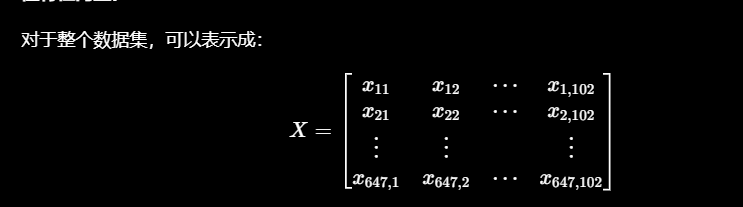 对于整个数据集，可以表示成：
X = [
x₁₁ x₁₂ ⋯ x₁,₁₀₂
x₂₁ x₂₂ ⋯ x₂,₁₀₂
⋮ ⋮ ⋮
x₆₄₇,₁ x₆₄₇,₂ ⋯ x₆₄₇,₁₀₂
]